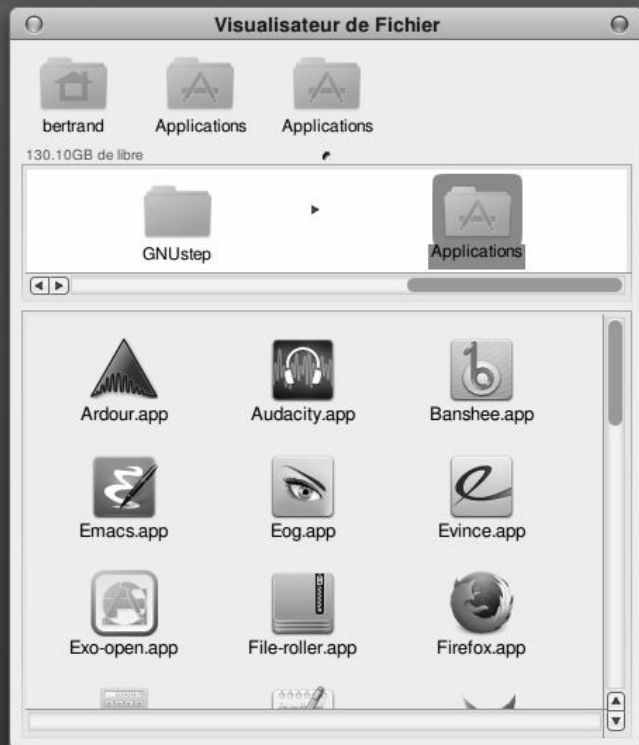 Visualisateur de Fichier
bertrand Applications Applications
130.10GB de libre
GNUstep Applications
Ardour.app Audacity.app Banshee.app
Emacs.app Eog.app Evince.app
Exo-open.app File-roller.app Firefox.app